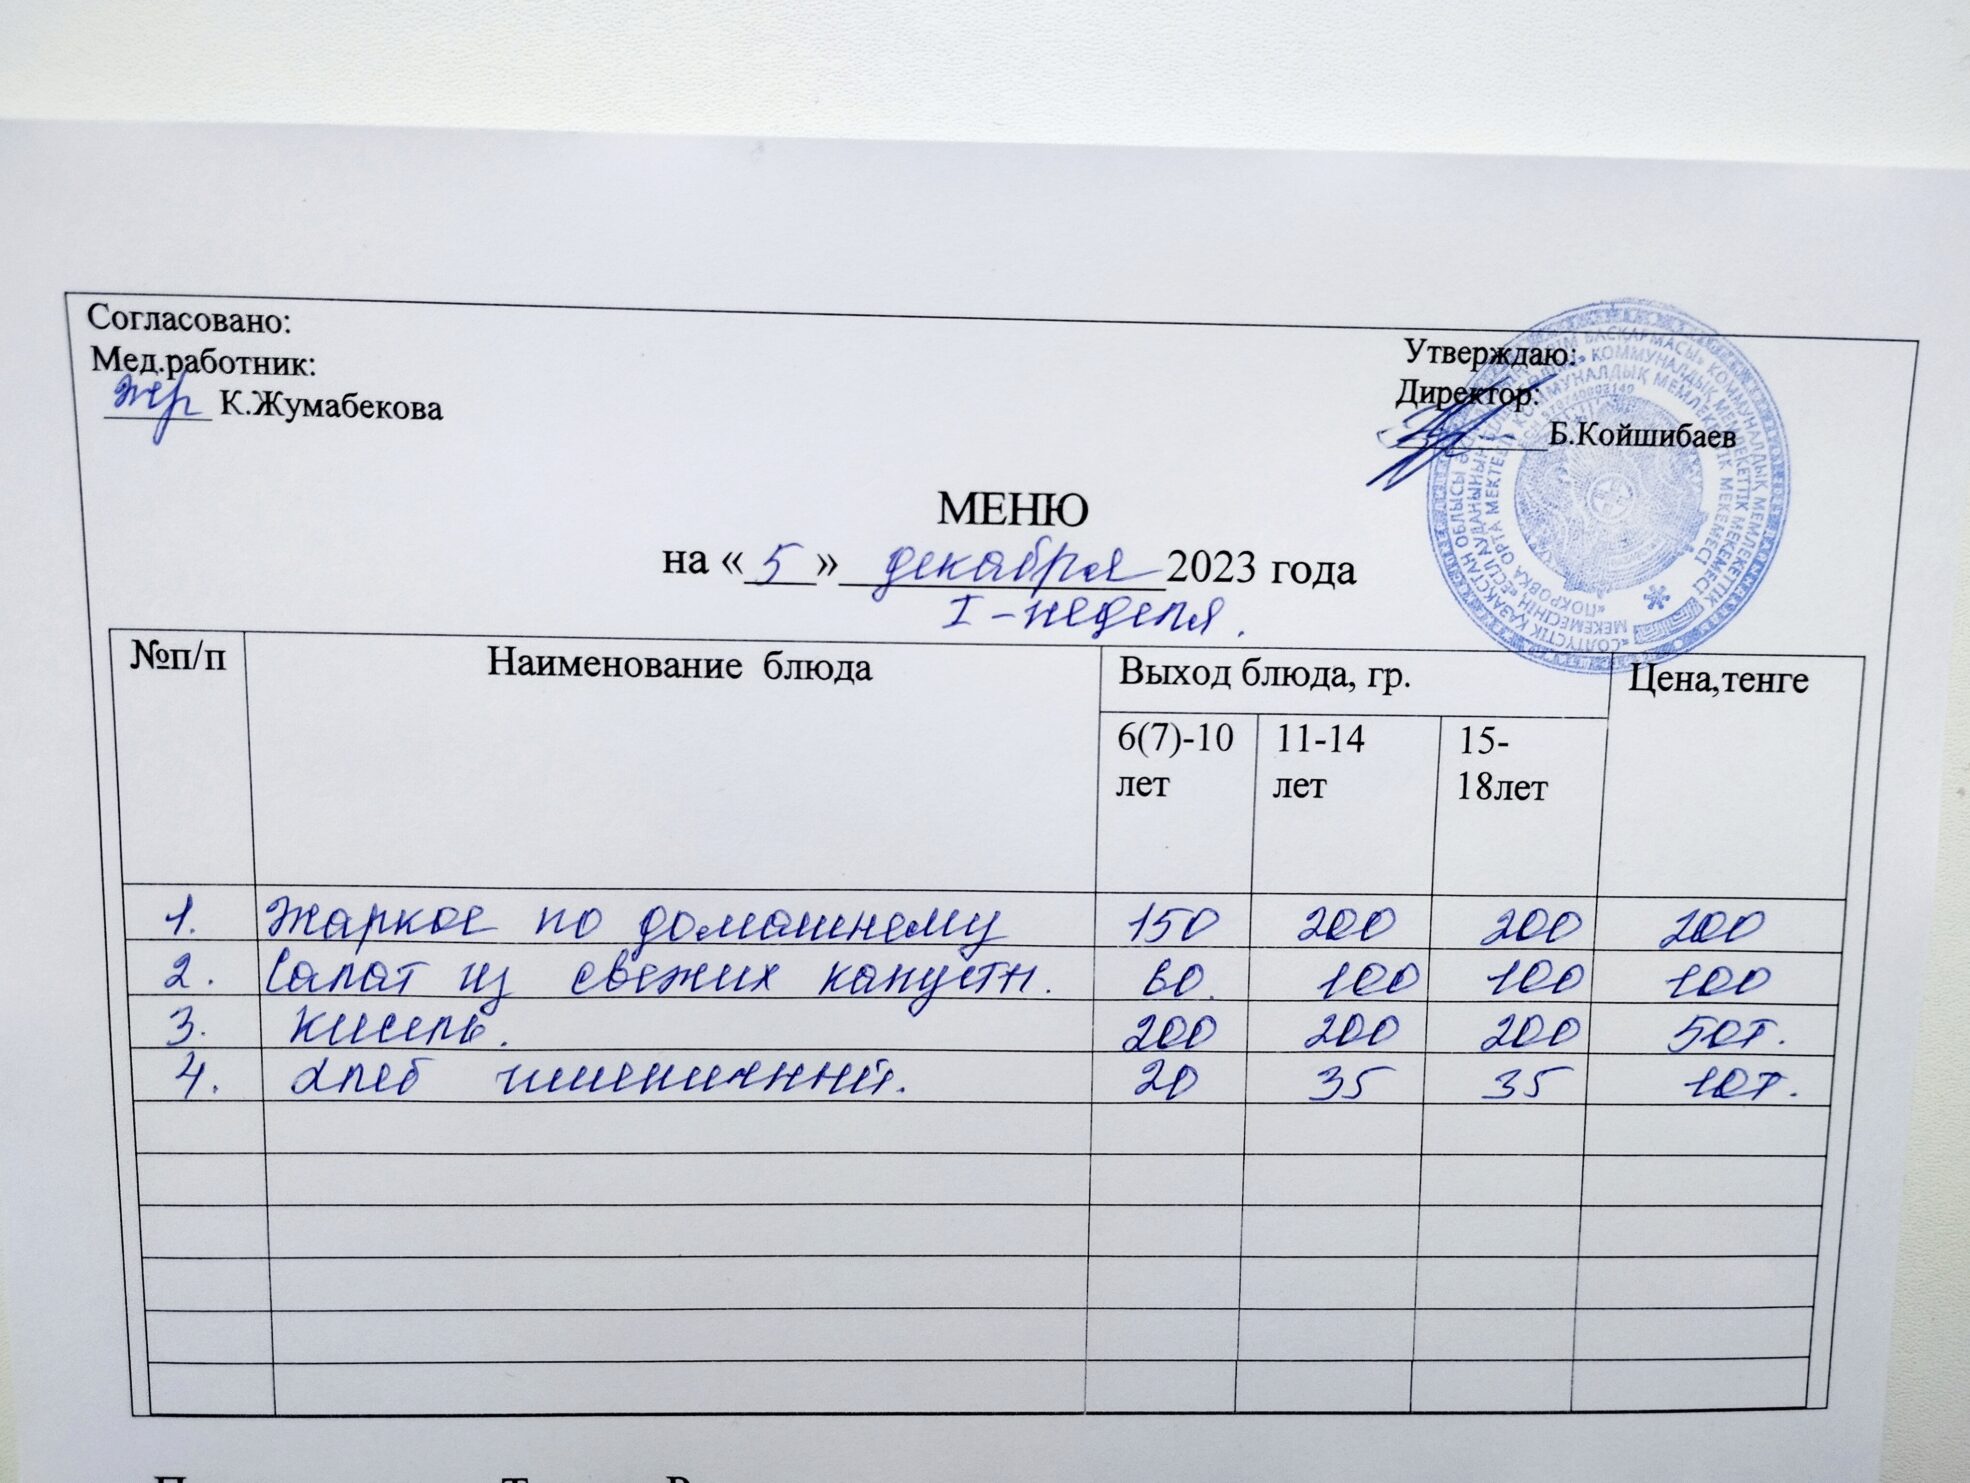 Согласовано:
Мед.работник:
К.Жумабекова
Утверждаю:
Директор:
Б.Койшибаев
МЕНЮ
на «5» декабря 2023 года
I - неделя.
№п/п Наименование блюда Выход блюда, гр. Цена,тенге
6(7)-10 лет 11-14 лет 15-18лет
1. Жаркое по домашнему 150 200 200 200
2. Салат из свежих капустн. 60. 100 100 100
3. Кисель. 200 200 200 50т.
4. Хлеб пшеничный. 20 35 35 10т.